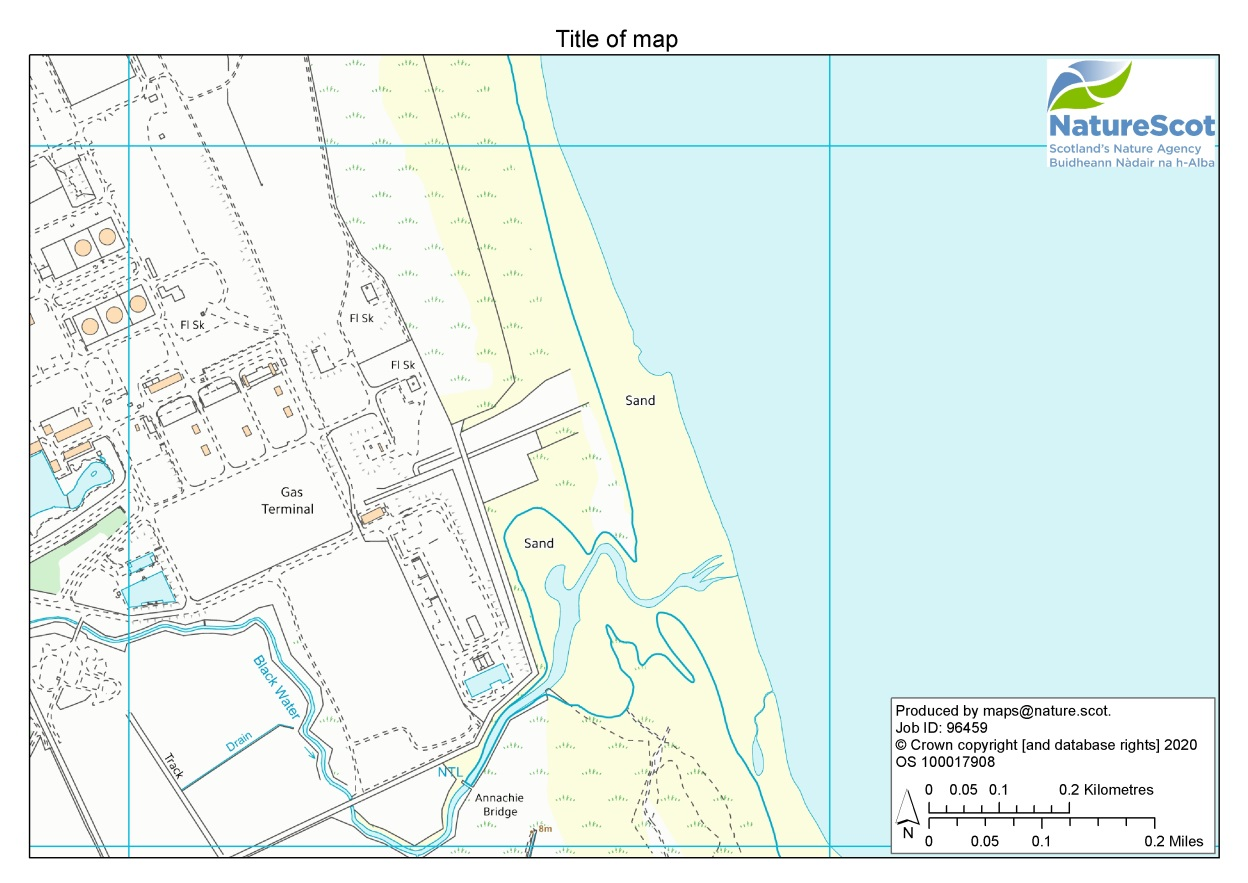 Title of map
NatureScot
Scotland's Nature Agency
Buidheann Nàdair na h-Alba
Fl Sk
Fl Sk
Fl Sk
Sand
Gas
Terminal
Sand
Black Water
Drain
Track
NTL
Annachie
Bridge
8m
Produced by maps@nature.scot.
Job ID: 96459
© Crown copyright [and database rights] 2020
OS 100017908
N
0 0.05 0.1 0.2 Kilometres
0 0.05 0.1 0.2 Miles